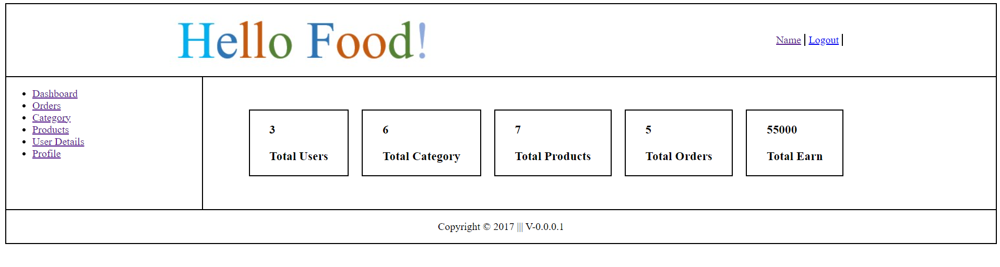 Hello Food!
Name | Logout |
Dashboard
Orders
Category
Products
User Details
Profile
3
Total Users
6
Total Category
7
Total Products
5
Total Orders
55000
Total Earn
Copyright © 2017 ||| V-0.0.0.1